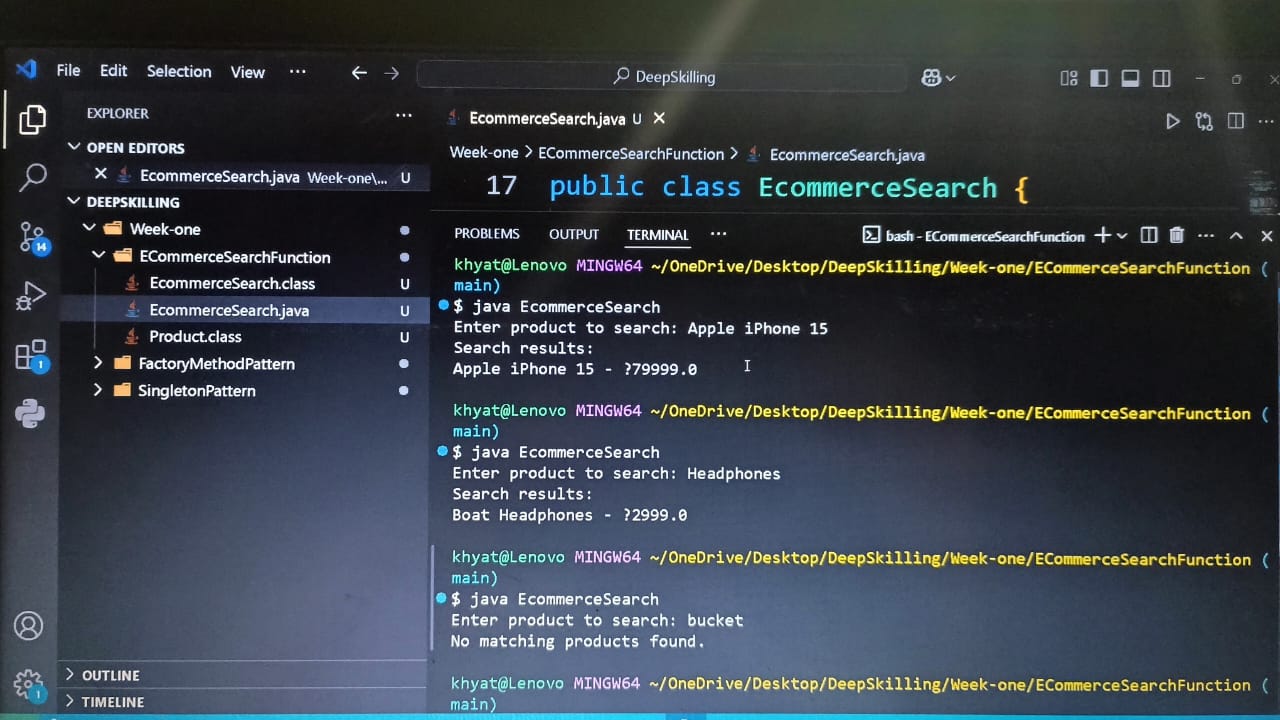 File Edit Selection View ··· DeepSkilling
EXPLORER ···
OPEN EDITORS
EcommerceSearch.java Week-one\... U
DEEPSKILLING
Week-one
ECommerceSearchFunction
EcommerceSearch.class U
EcommerceSearch.java U
Product.class U
FactoryMethodPattern
SingletonPattern
14
1
1
OUTLINE
TIMELINE
EcommerceSearch.java U
Week-one > ECommerceSearchFunction > EcommerceSearch.java
17 public class EcommerceSearch {
PROBLEMS OUTPUT TERMINAL ··· bash - ECommerceSearchFunction
khyat@Lenovo MINGW64 ~/OneDrive/Desktop/DeepSkilling/Week-one/ECommerceSearchFunction (
main)
$ java EcommerceSearch
Enter product to search: Apple iPhone 15
Search results:
Apple iPhone 15 - ?79999.0
khyat@Lenovo MINGW64 ~/OneDrive/Desktop/DeepSkilling/Week-one/ECommerceSearchFunction (
main)
$ java EcommerceSearch
Enter product to search: Headphones
Search results:
Boat Headphones - ?2999.0
khyat@Lenovo MINGW64 ~/OneDrive/Desktop/DeepSkilling/Week-one/ECommerceSearchFunction (
main)
$ java EcommerceSearch
Enter product to search: bucket
No matching products found.
khyat@Lenovo MINGW64 ~/OneDrive/Desktop/DeepSkilling/Week-one/ECommerceSearchFunction (
main)